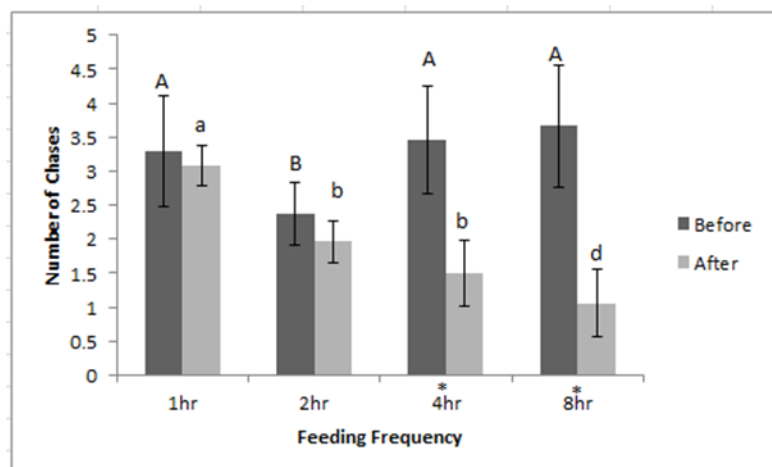 5
4.5
4
3.5
3
2.5
2
1.5
1
0.5
0
Number of Chases
A
a
B
b
A
b
A
d
* *
1hr 2hr 4hr 8hr
Feeding Frequency
Before
After